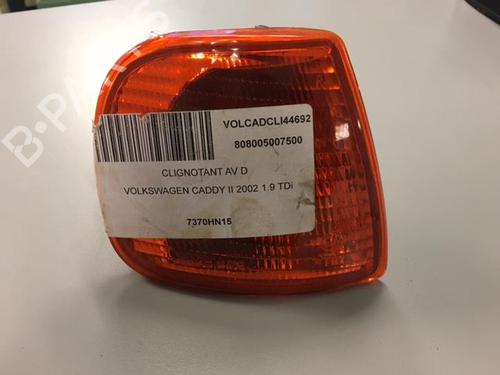 VOLCADCLI44692
808005007500
CLIGNOTANT AV D
VOLKSWAGEN CADDY II 2002 1.9 TDi
7370HN15
B-PARTS